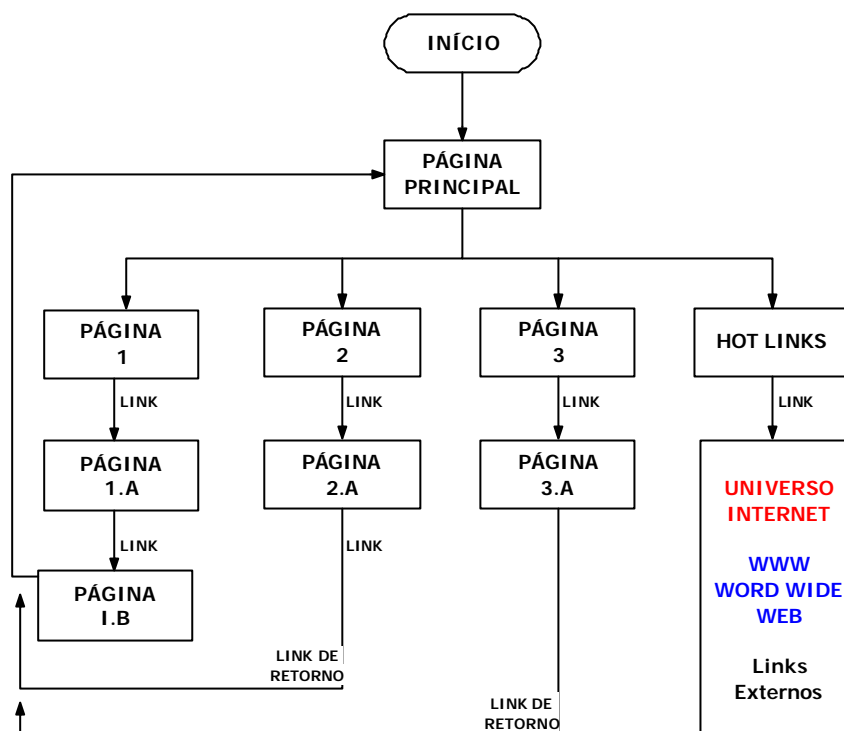 INÍCIO
PÁGINA
PRINCIPAL
PÁGINA
1
PÁGINA
2
PÁGINA
3
HOT LINKS
LINK
LINK
LINK
LINK
PÁGINA
1.A
PÁGINA
2.A
PÁGINA
3.A
UNIVERSO
INTERNET
WWW
WORD WIDE
WEB
Links
Externos
LINK
LINK
PÁGINA
I.B
LINK DE
RETORNO
LINK DE
RETORNO